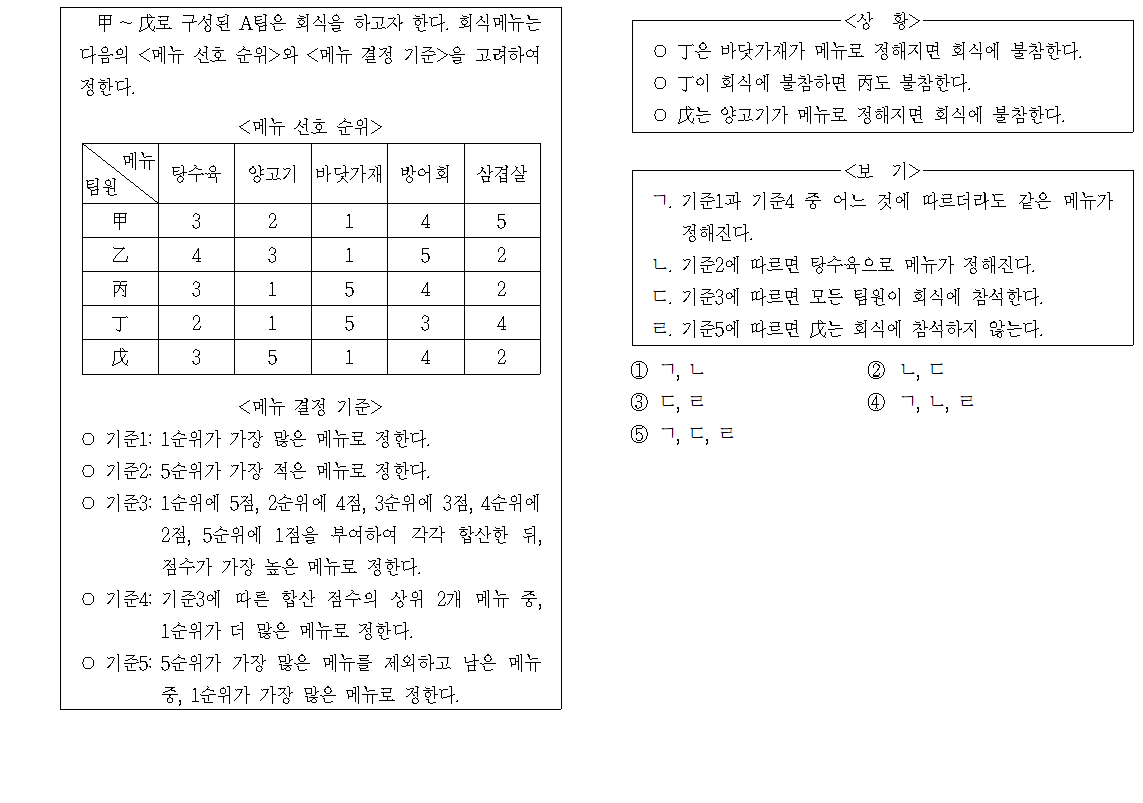 甲 ~ 戊로 구성된 A팀은 회식을 하고자 한다. 회식메뉴는
다음의 <메뉴 선호 순위>와 <메뉴 결정 기준>을 고려하여
정한다.
<메뉴 선호 순위>
메뉴
팀원
탕수육 양고기 바닷가재 방어회 삼겹살
甲 3 2 1 4 5
乙 4 3 1 5 2
丙 3 1 5 4 2
丁 2 1 5 3 4
戊 3 5 1 4 2
<메뉴 결정 기준>
○ 기준1: 1순위가 가장 많은 메뉴로 정한다.
○ 기준2: 5순위가 가장 적은 메뉴로 정한다.
○ 기준3: 1순위에 5점, 2순위에 4점, 3순위에 3점, 4순위에
2점, 5순위에 1점을 부여하여 각각 합산한 뒤,
점수가 가장 높은 메뉴로 정한다.
○ 기준4: 기준3에 따른 합산 점수의 상위 2개 메뉴 중,
1순위가 더 많은 메뉴로 정한다.
○ 기준5: 5순위가 가장 많은 메뉴를 제외하고 남은 메뉴
중, 1순위가 가장 많은 메뉴로 정한다.
<상 황>
○ 丁은 바닷가재가 메뉴로 정해지면 회식에 불참한다.
○ 丁이 회식에 불참하면 丙도 불참한다.
○ 戊는 양고기가 메뉴로 정해지면 회식에 불참한다.
<보 기>
ㄱ. 기준1과 기준4 중 어느 것에 따르더라도 같은 메뉴가
정해진다.
ㄴ. 기준2에 따르면 탕수육으로 메뉴가 정해진다.
ㄷ. 기준3에 따르면 모든 팀원이 회식에 참석한다.
ㄹ. 기준5에 따르면 戊는 회식에 참석하지 않는다.
① ㄱ, ㄴ ② ㄴ, ㄷ
③ ㄷ, ㄹ ④ ㄱ, ㄴ, ㄹ
⑤ ㄱ, ㄷ, ㄹ